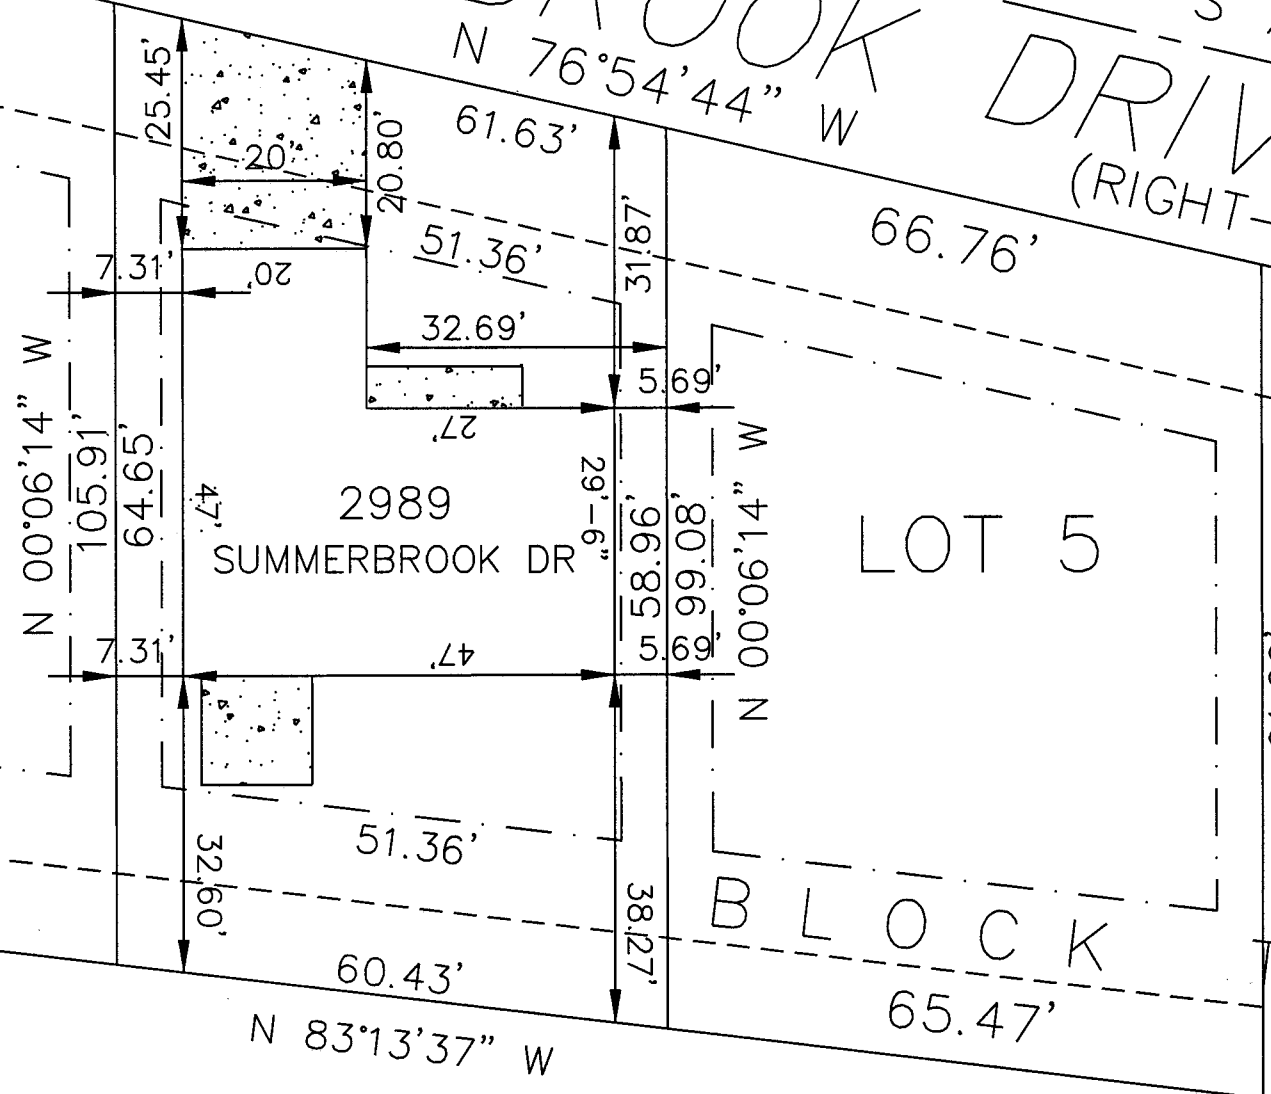 ROOK DRIV
S
(RIGHT-
N 76°54'44" W
61.63'
66.76'
25.45'
20'
20.80'
51.36'
31.87'
7.31'
20'
32.69'
5.69'
27'
N 00°06'14" W
105.91'
64.65'
47'
2989
SUMMERBROOK DR
29'-6"
58.96'
99.08'
N 00°06'14" W
LOT 5
7.31'
47'
5.69'
51.36'
32.60'
38.27'
BLOCK
60.43'
65.47'
N 83°13'37" W